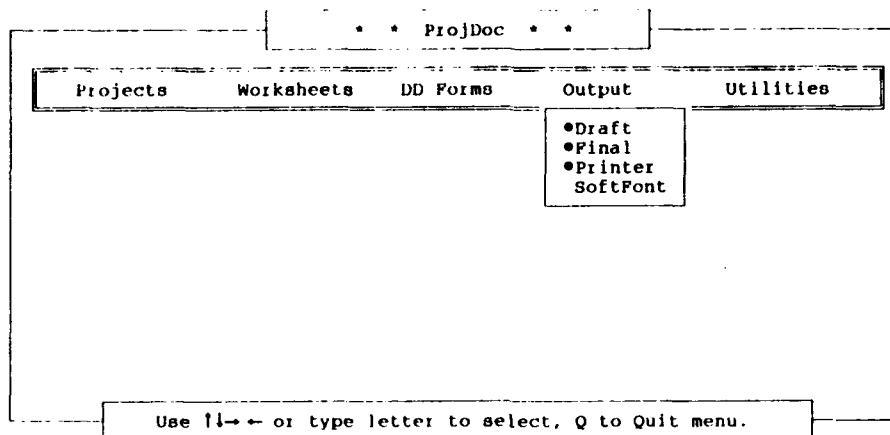 * * ProjDoc * *
Projects Worksheets DD Forms Output Utilities
●Draft
●Final
●Printer
SoftFont
Use ↑↓→ ← or type letter to select, Q to Quit menu.